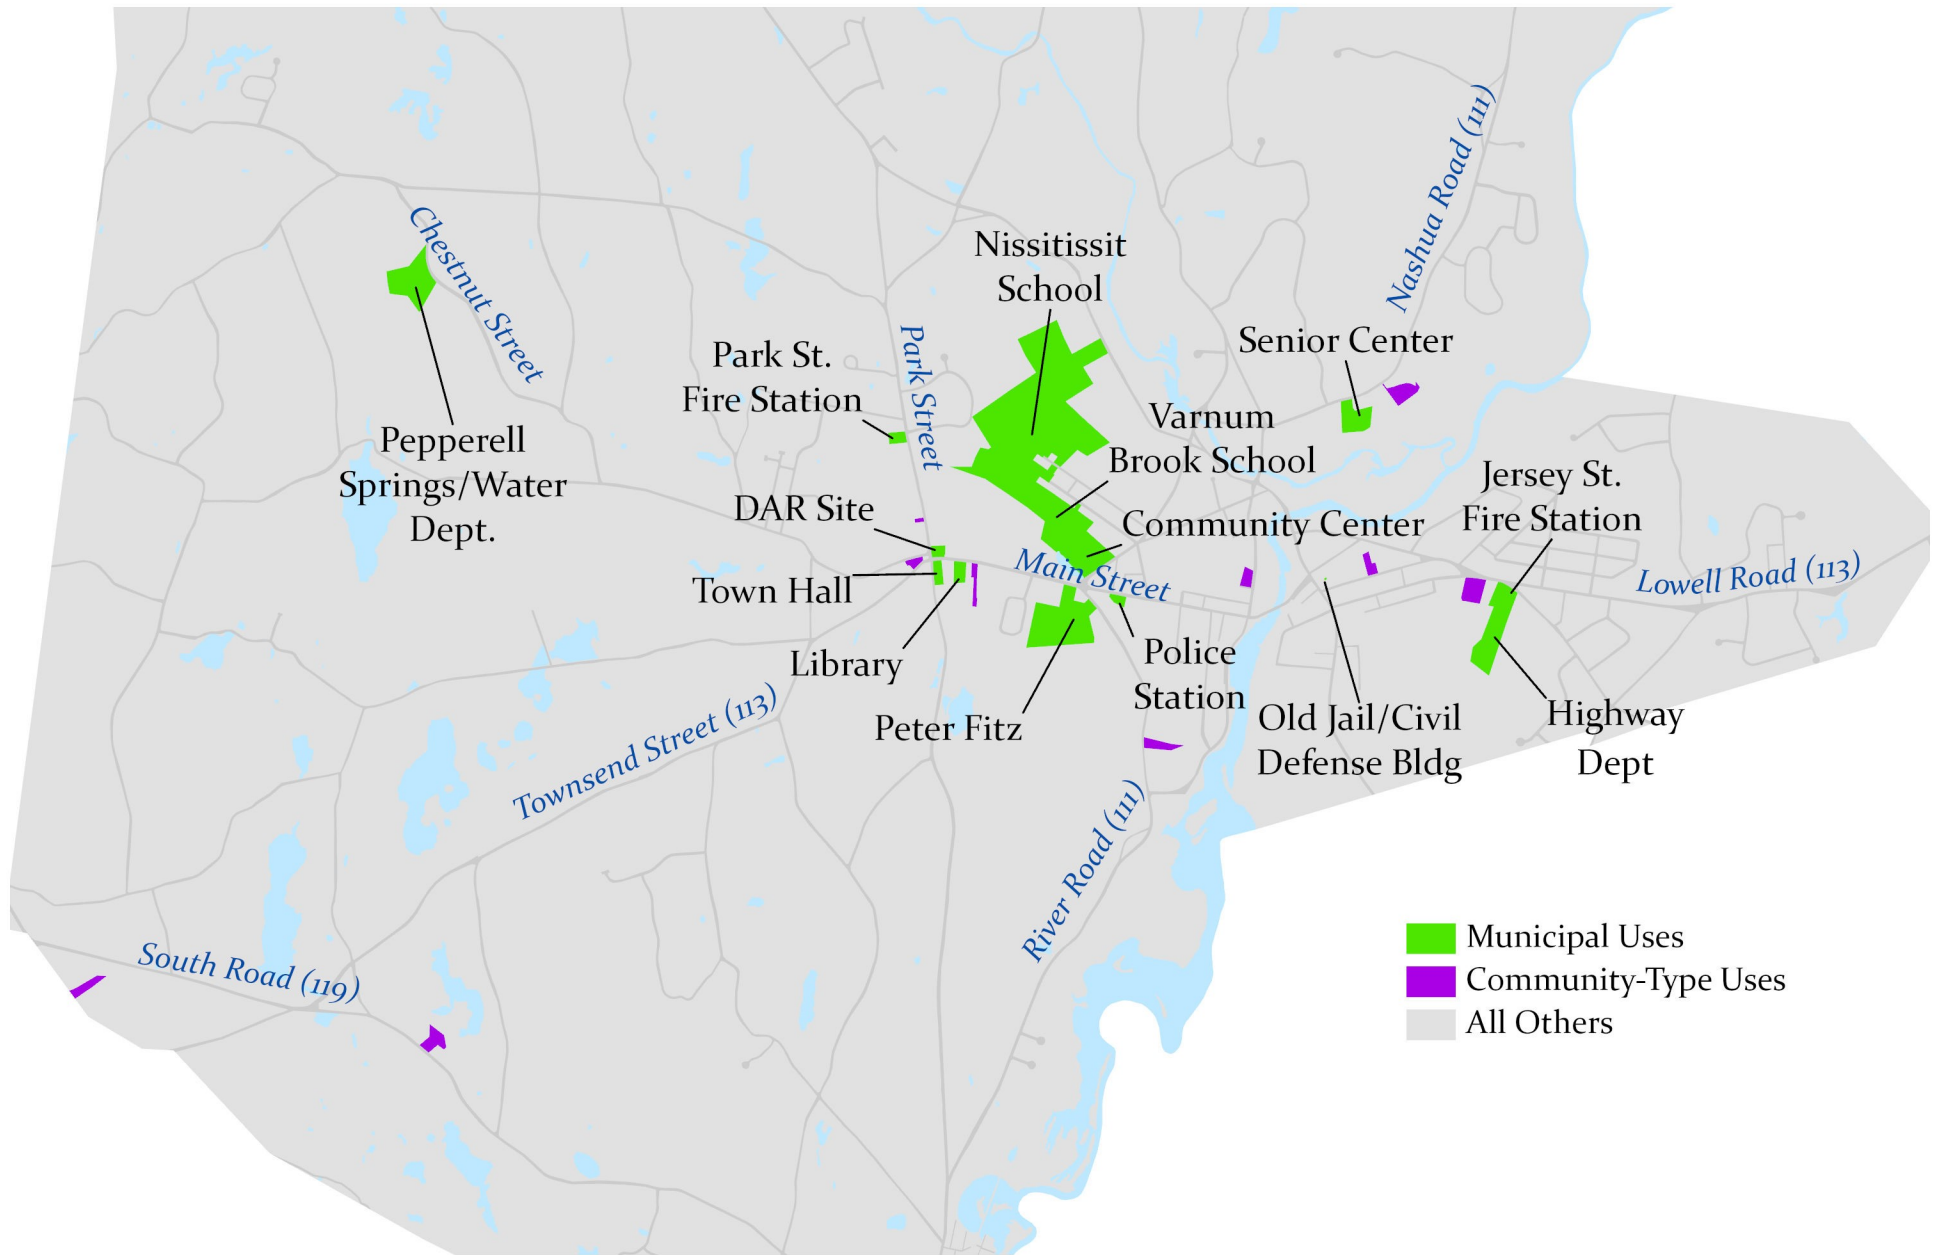 Nashua Road (111)
Chestnut Street
Nissitissit
School
Park Street
Senior Center
Park St.
Fire Station
Varnum
Brook School
Pepperell
Springs/Water
Dept.
Jersey St.
Fire Station
DAR Site
Community Center
Main Street
Lowell Road (113)
Town Hall
Library
Police
Station
Peter Fitz
Old Jail/Civil
Defense Bldg
Highway
Dept
Townsend Street (113)
River Road (111)
South Road (119)
Municipal Uses
Community-Type Uses
All Others